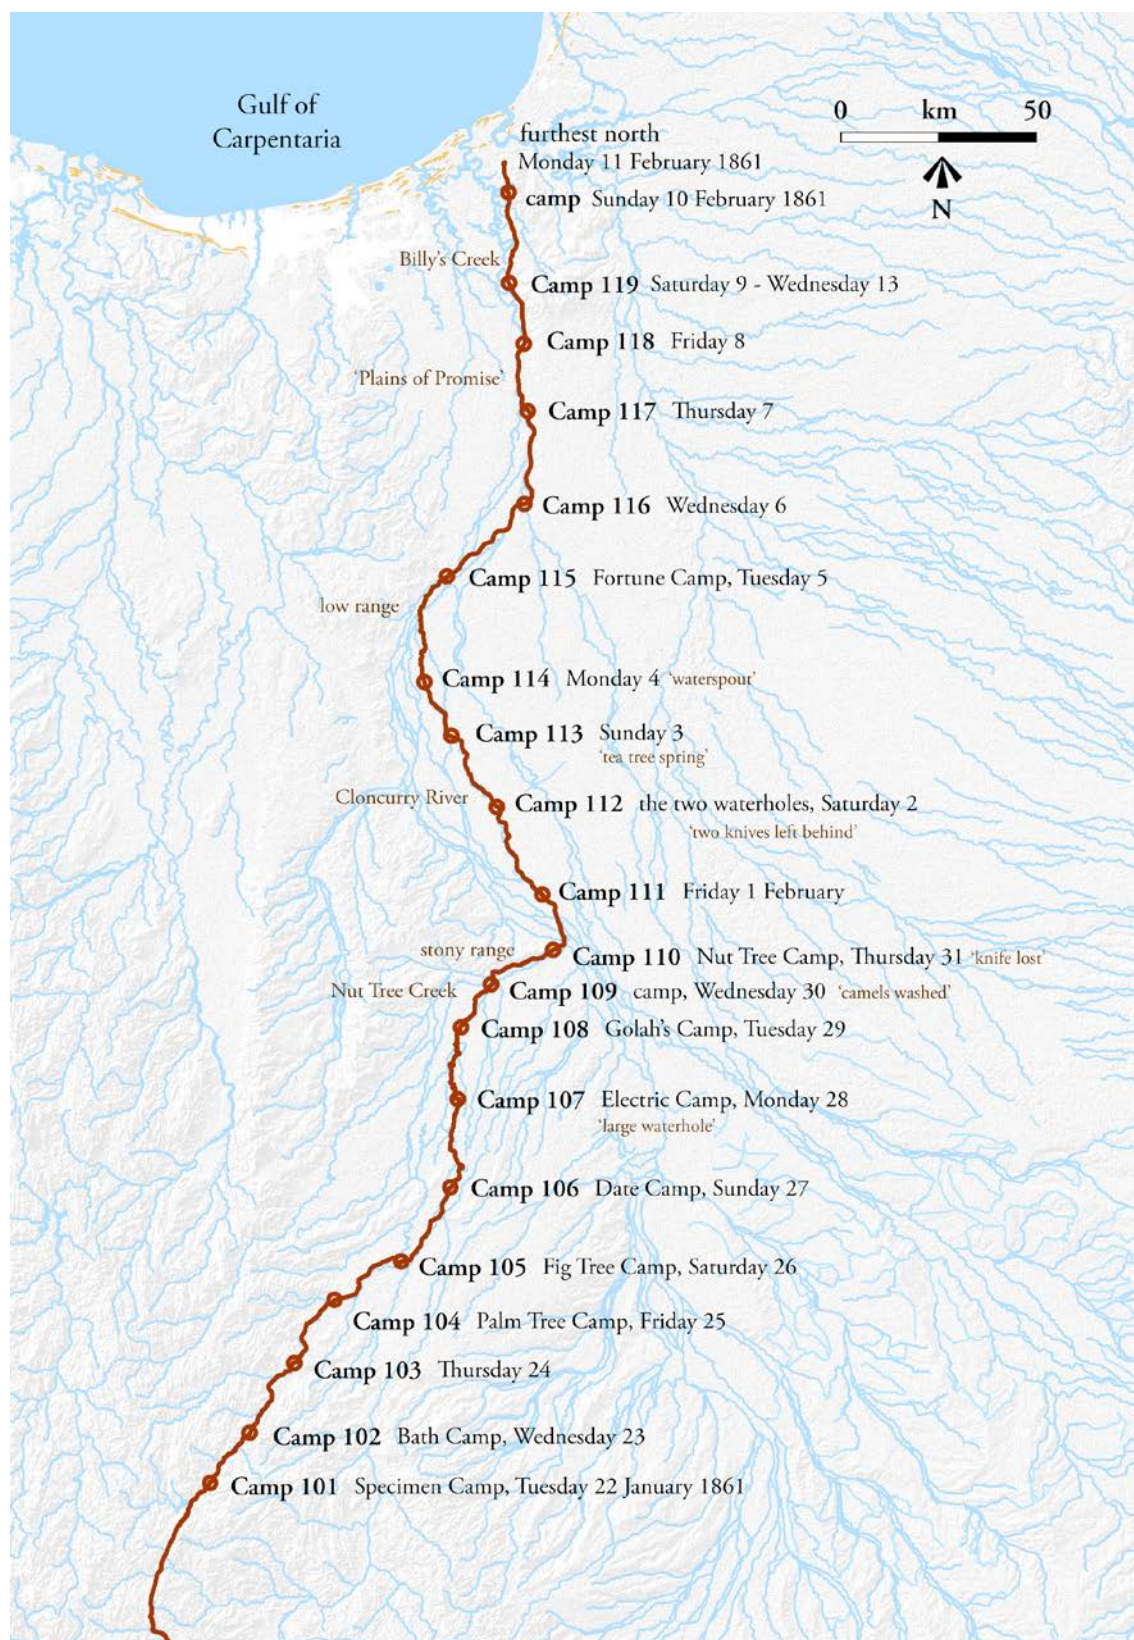 Gulf of
Carpentaria
0 km 50
N
furthest north
Monday 11 February 1861
camp Sunday 10 February 1861
Billy's Creek
Camp 119 Saturday 9 - Wednesday 13
Camp 118 Friday 8
'Plains of Promise'
Camp 117 Thursday 7
Camp 116 Wednesday 6
Camp 115 Fortune Camp, Tuesday 5
low range
Camp 114 Monday 4 'waterspout'
Camp 113 Sunday 3
'tea tree spring'
Cloncurry River
Camp 112 the two waterholes, Saturday 2
'two knives left behind'
Camp 111 Friday 1 February
stony range
Camp 110 Nut Tree Camp, Thursday 31 'knife lost'
Nut Tree Creek
Camp 109 camp, Wednesday 30 'camels washed'
Camp 108 Golah's Camp, Tuesday 29
Camp 107 Electric Camp, Monday 28
'large waterhole'
Camp 106 Date Camp, Sunday 27
Camp 105 Fig Tree Camp, Saturday 26
Camp 104 Palm Tree Camp, Friday 25
Camp 103 Thursday 24
Camp 102 Bath Camp, Wednesday 23
Camp 101 Specimen Camp, Tuesday 22 January 1861